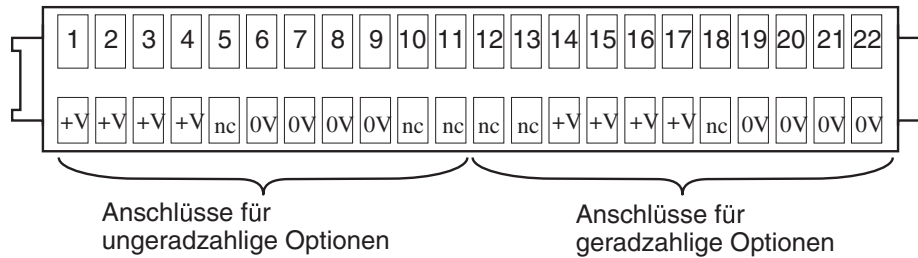 1 2 3 4 5 6 7 8 9 10 11 12 13 14 15 16 17 18 19 20 21 22
+V +V +V +V nc 0V 0V 0V 0V nc nc nc nc +V +V +V +V nc 0V 0V 0V 0V
Anschlüsse für
ungeradzahlige Optionen
Anschlüsse für
geradzahlige Optionen